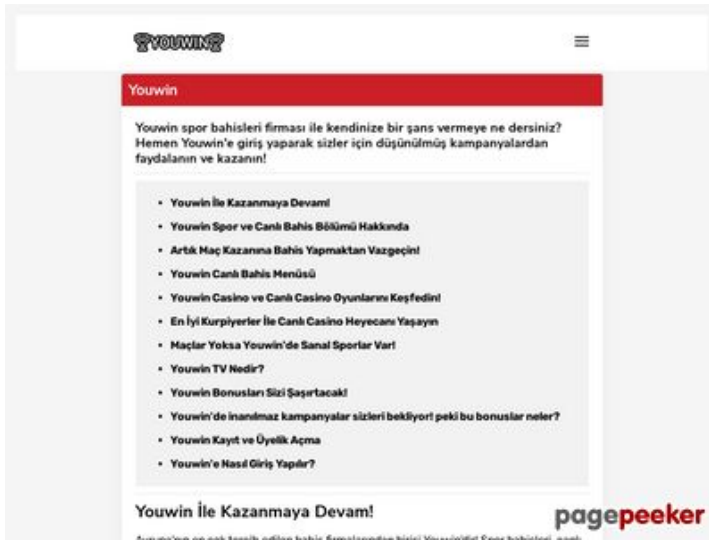 YOUWIN
Youwin
Youwin spor bahisleri firması ile kendinize bir şans vermeye ne dersiniz?
Hemen Youwin'e giriş yaparak sizler için düşünülmüş kampanyalardan
faydalanın ve kazanın!
• Youwin İle Kazanmaya Devam!
• Youwin Spor ve Canlı Bahis Bölümü Hakkında
• Artık Maç Kazanına Bahis Yapmaktan Vazgeçin!
• Youwin Canlı Bahis Menüsü
• Youwin Casino ve Canlı Casino Oyunlarını Keşfedin!
• En İyi Kurpiyerler İle Canlı Casino Heyecanı Yaşayın
• Maçlar Yoksa Youwin'de Sanal Sporlar Var!
• Youwin TV Nedir?
• Youwin Bonusları Sizi Şaşırtacak!
• Youwin'de inanılmaz kampanyalar sizleri bekliyor! peki bu bonuslar neler?
• Youwin Kayıt ve Üyelik Açma
• Youwin'e Nasıl Giriş Yapılır?
Youwin İle Kazanmaya Devam!
pagepeeker